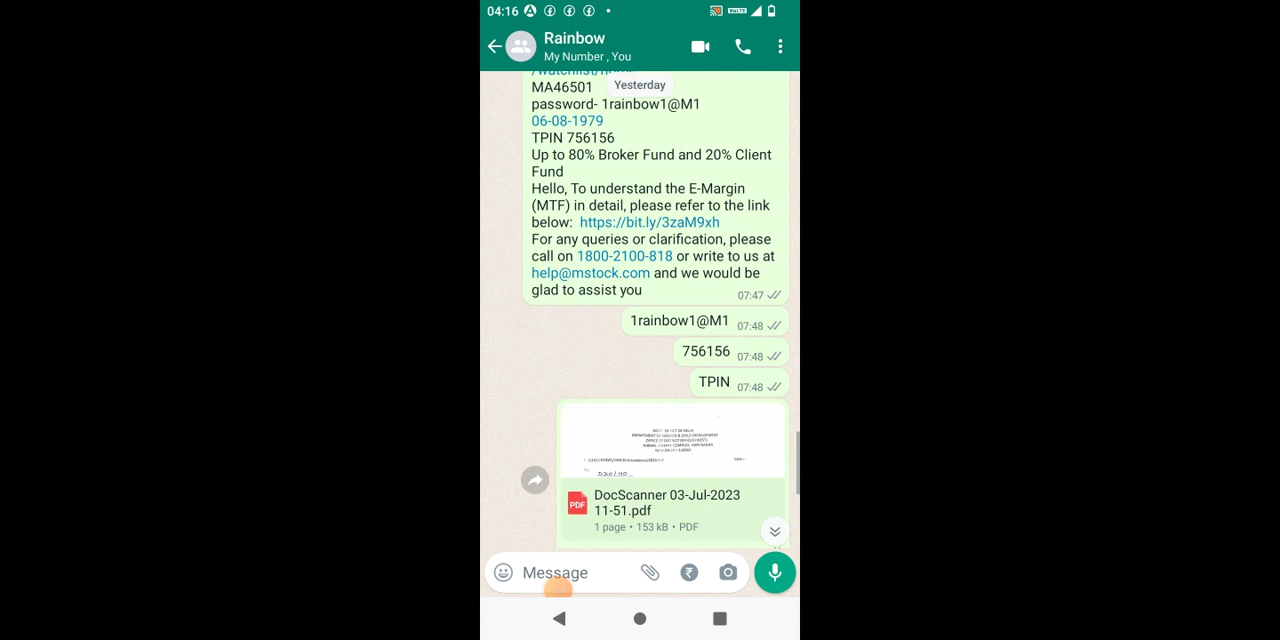 04:16
VoLTE
Rainbow
My Number , You
Yesterday
MA46501
password- 1rainbow1@M1
06-08-1979
TPIN 756156
Up to 80% Broker Fund and 20% Client
Fund
Hello, To understand the E-Margin
(MTF) in detail, please refer to the link
below:  https://bit.ly/3zaM9xh
For any queries or clarification, please
call on 1800-2100-818 or write to us at
help@mstock.com and we would be
glad to assist you
07:47
1rainbow1@M1 07:48
756156 07:48
TPIN 07:48
PDF
DocScanner 03-Jul-2023
11-51.pdf
1 page • 153 kB • PDF
Message